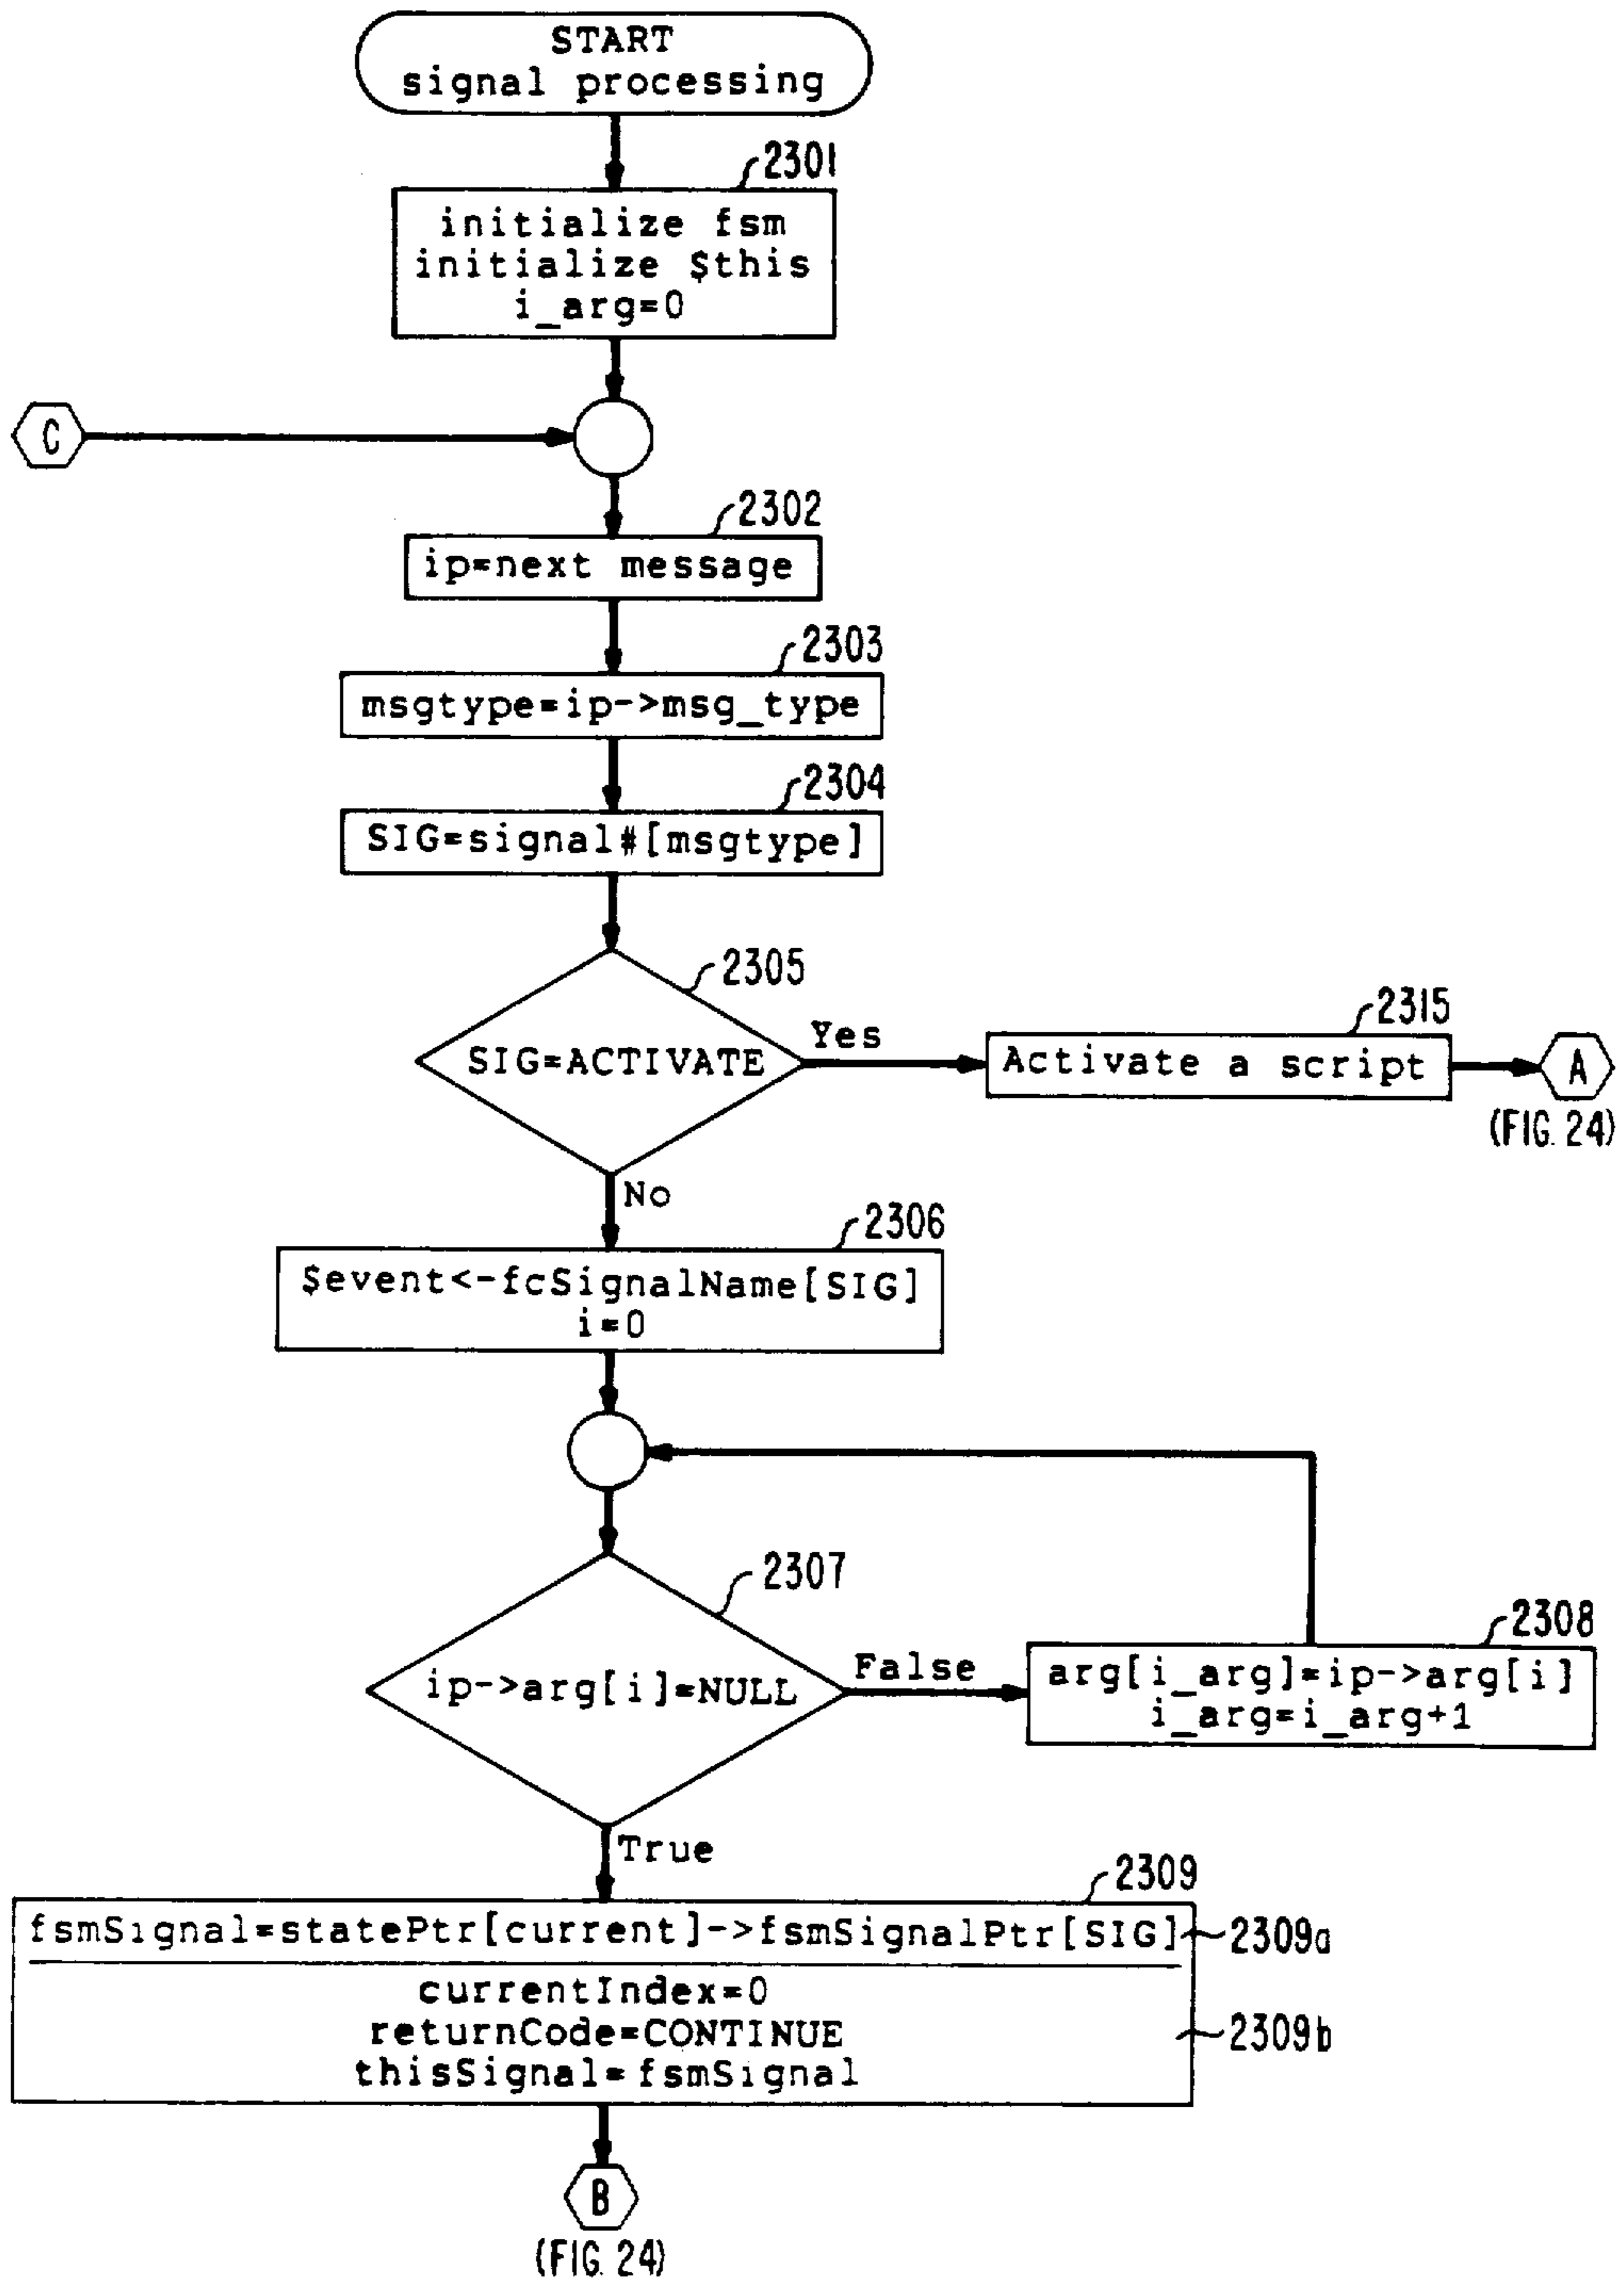 START
signal processing
2301
initialize fsm
initialize $this
i_arg=0
C
2302
ip=next message
2303
msgtype=ip->msg_type
2304
SIG=signal#[msgtype]
2305
SIG=ACTIVATE
Yes
2315
Activate a script
A
(FIG. 24)
No
2306
$event<-fcSignalName[SIG]
i=0
2307
ip->arg[i]=NULL
False
2308
arg[i_arg]=ip->arg[i]
i_arg=i_arg+1
True
2309
fsmSignal=statePtr[current]->fsmSignalPtr[SIG]
2309a
currentIndex=0
returnCode=CONTINUE
thisSignal=fsmSignal
2309b
B
(FIG. 24)